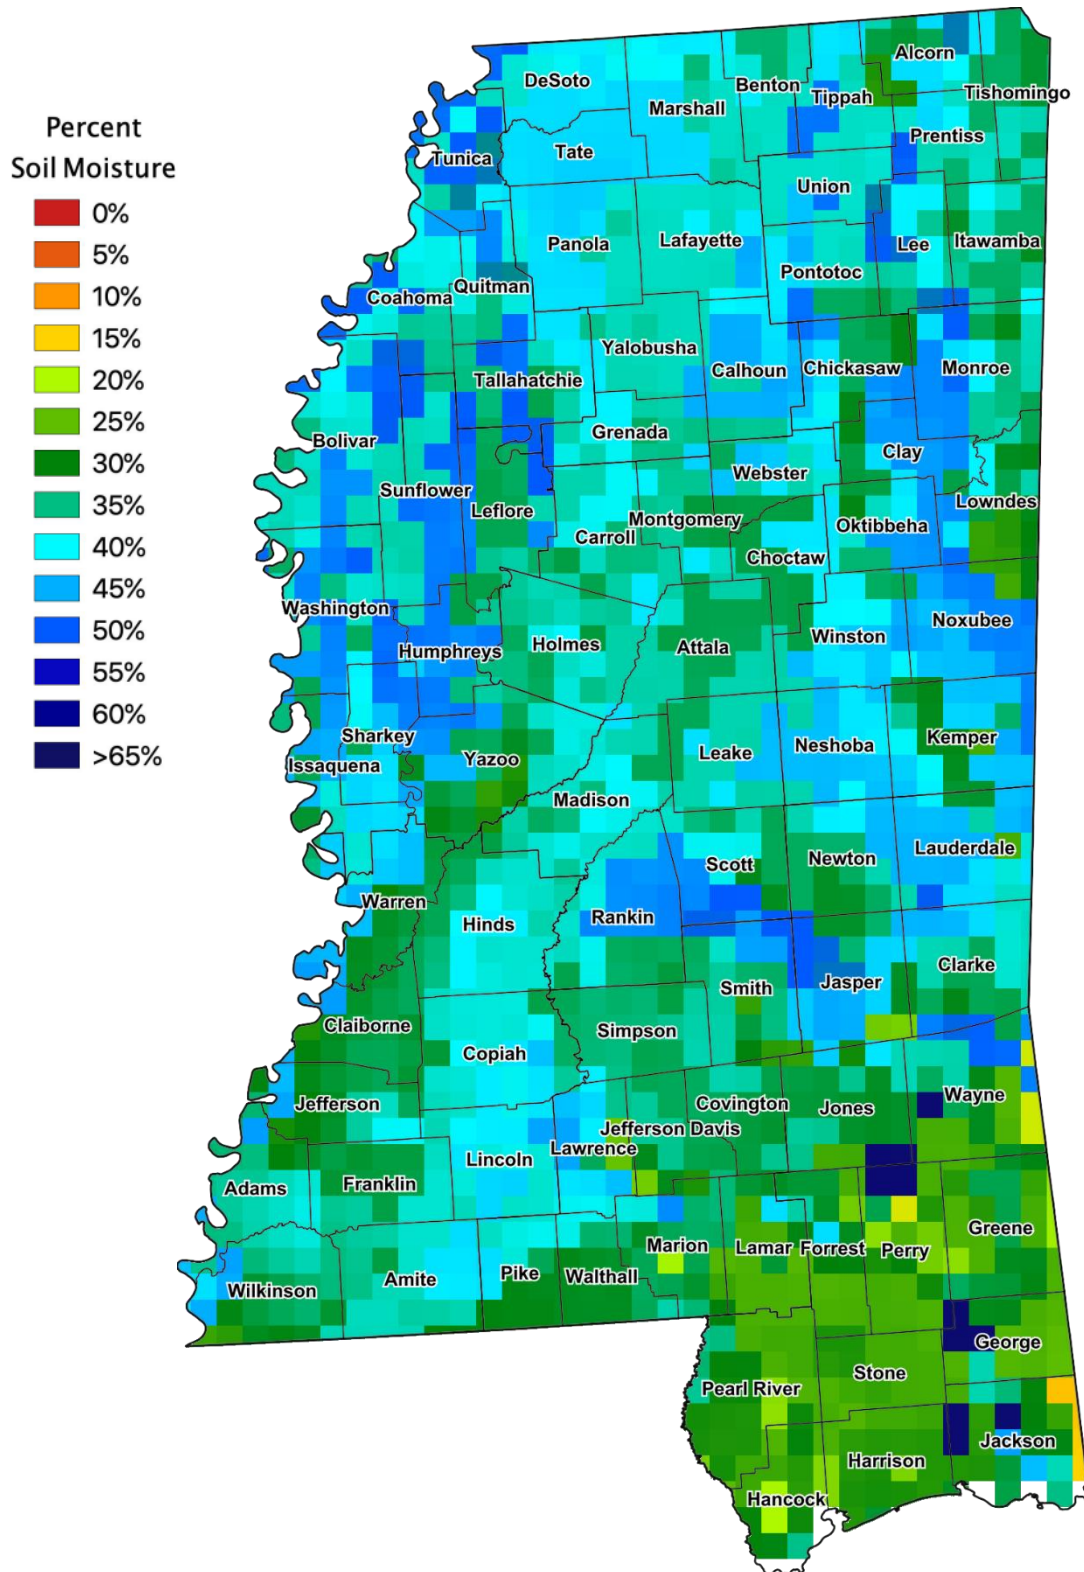 Percent
Soil Moisture
0%
5%
10%
15%
20%
25%
30%
35%
40%
45%
50%
55%
60%
>65%
Alcorn
DeSoto
Benton
Tippah
Tishomingo
Marshall
Prentiss
Tunica
Tate
Union
Panola
Lafayette
Lee
Itawamba
Pontotoc
Quitman
Coahoma
Yalobusha
Calhoun
Chickasaw
Monroe
Tallahatchie
Bolivar
Grenada
Clay
Webster
Sunflower
Leflore
Lowndes
Montgomery
Oktibbeha
Carroll
Choctaw
Washington
Noxubee
Winston
Holmes
Attala
Humphreys
Sharkey
Kemper
Neshoba
Leake
Yazoo
Issaquena
Madison
Lauderdale
Newton
Scott
Warren
Rankin
Hinds
Clarke
Jasper
Smith
Claiborne
Simpson
Copiah
Wayne
Jefferson
Covington
Jones
Jefferson Davis
Lawrence
Lincoln
Franklin
Adams
Greene
Marion
Lamar
Forrest
Perry
Pike
Walthall
Amite
Wilkinson
George
Stone
Pearl River
Jackson
Harrison
Hancock